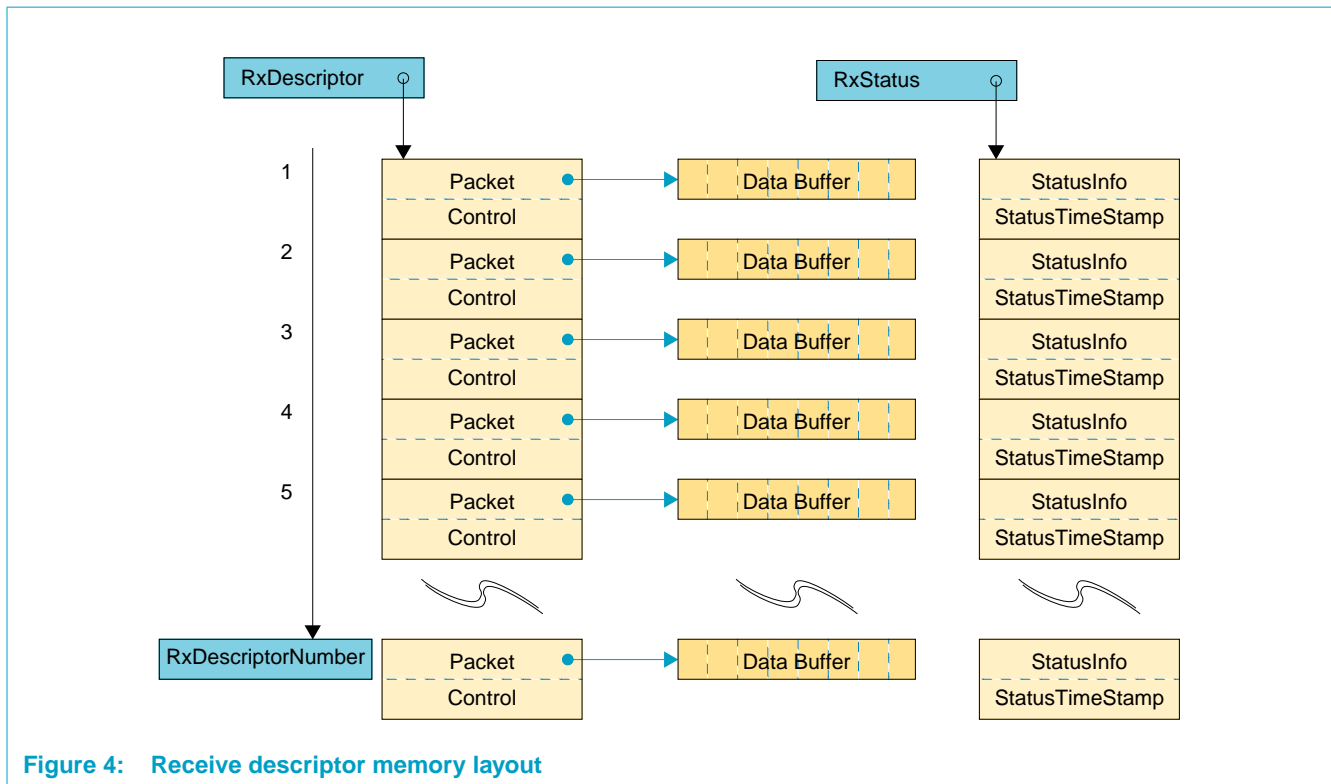 RxDescriptor
RxStatus
1
Packet
Data Buffer
StatusInfo
Control
StatusTimeStamp
2
Packet
Data Buffer
StatusInfo
Control
StatusTimeStamp
3
Packet
Data Buffer
StatusInfo
Control
StatusTimeStamp
4
Packet
Data Buffer
StatusInfo
Control
StatusTimeStamp
5
Packet
Data Buffer
StatusInfo
Control
StatusTimeStamp
RxDescriptorNumber
Packet
Data Buffer
StatusInfo
Control
StatusTimeStamp
Figure 4: Receive descriptor memory layout